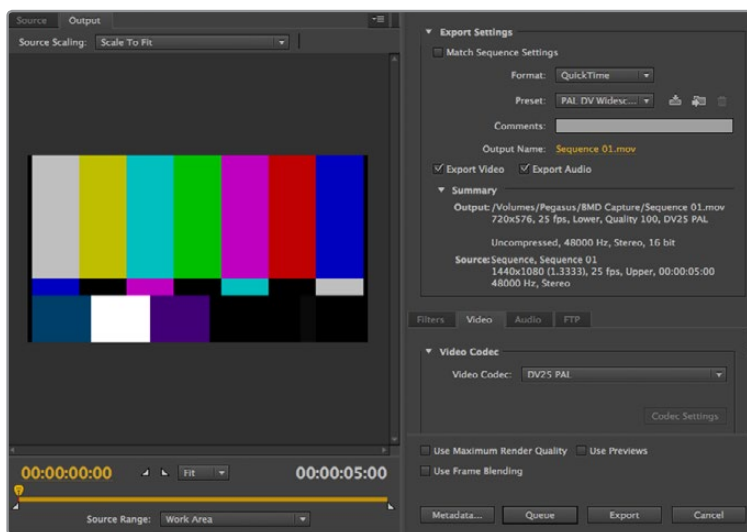 Source
Output
Source Scaling: Scale To Fit
00:00:00:00
Fit
00:00:05:00
Source Range: Work Area
Export Settings
Match Sequence Settings
Format: QuickTime
Preset: PAL DV Widesc...
Comments:
Output Name: Sequence 01.mov
Export Video Export Audio
Summary
Output: /Volumes/Pegasus/BMD Capture/Sequence 01.mov
720x576, 25 fps, Lower, Quality 100, DV25 PAL
Uncompressed, 48000 Hz, Stereo, 16 bit
Source: Sequence, Sequence 01
1440x1080 (1.3333), 25 fps, Upper, 00:00:05:00
48000 Hz, Stereo
Filters Video Audio FTP
Video Codec
Video Codec: DV25 PAL
Codec Settings
Use Maximum Render Quality Use Previews
Use Frame Blending
Metadata... Queue Export Cancel